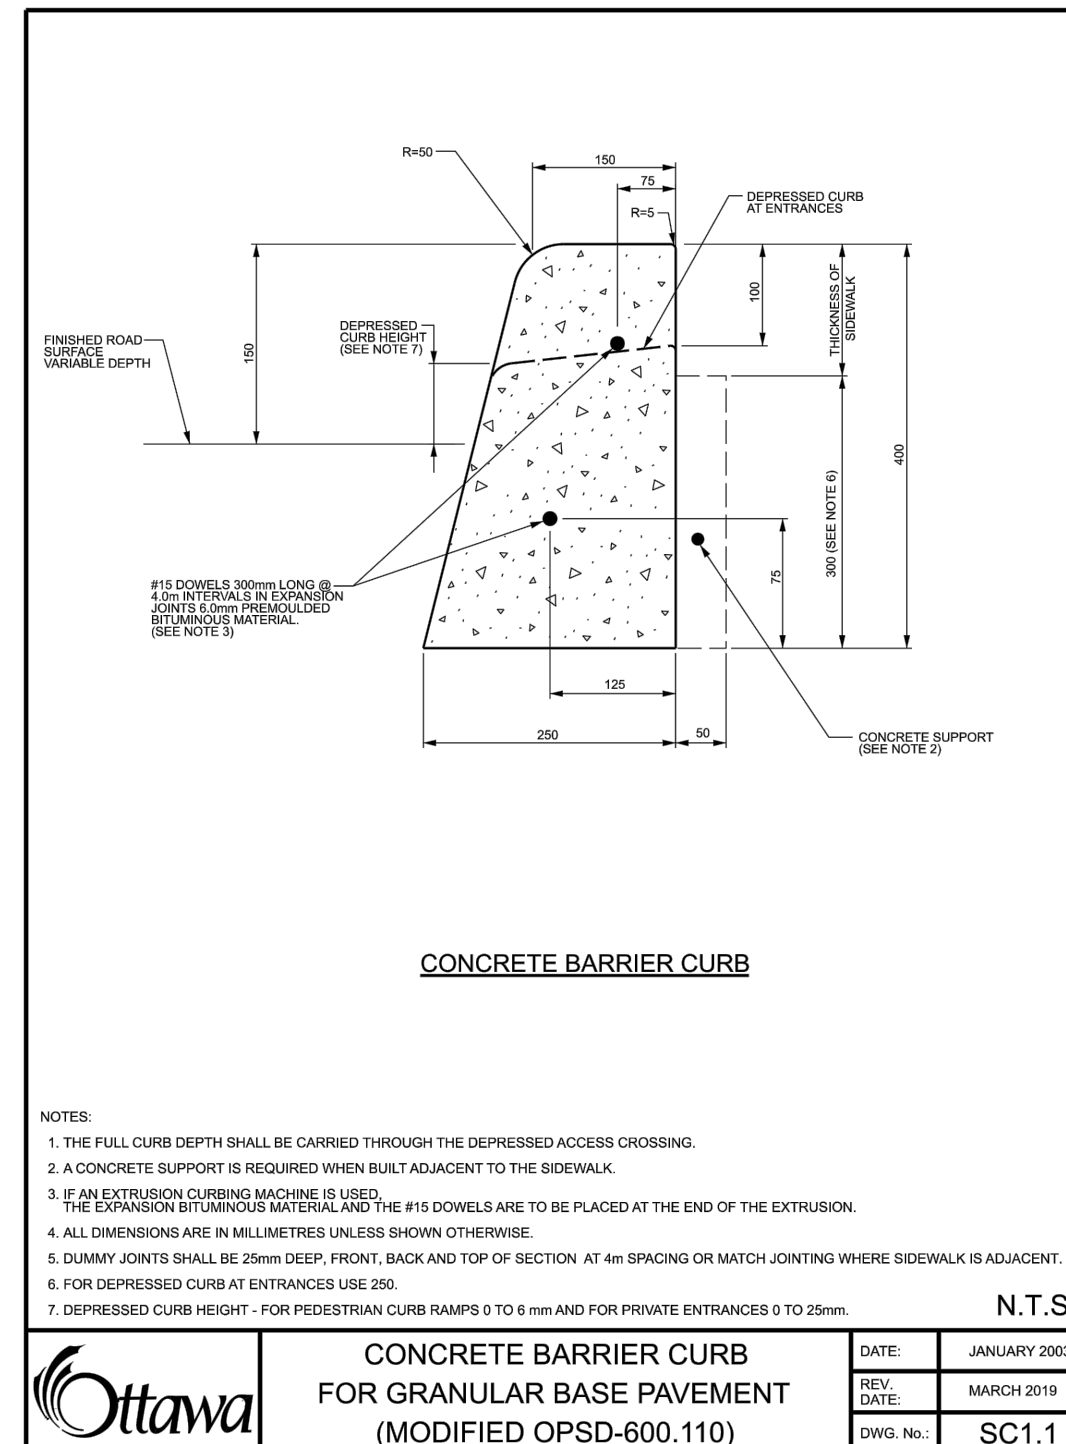 R=50
150
75
R=5
DEPRESSED CURB
AT ENTRANCES
100
THICKNESS OF
SIDEWALK
FINISHED ROAD
SURFACE
VARIABLE DEPTH
150
DEPRESSED
CURB HEIGHT
(SEE NOTE 7)
400
300 (SEE NOTE 6)
75
#15 DOWELS 300mm LONG @
4.0m INTERVALS IN EXPANSION
JOINTS 6.0mm PREMOULDED
BITUMINOUS MATERIAL.
(SEE NOTE 3)
125
250
50
CONCRETE SUPPORT
(SEE NOTE 2)
CONCRETE BARRIER CURB
NOTES:
1. THE FULL CURB DEPTH SHALL BE CARRIED THROUGH THE DEPRESSED ACCESS CROSSING.
2. A CONCRETE SUPPORT IS REQUIRED WHEN BUILT ADJACENT TO THE SIDEWALK.
3. IF AN EXTRUSION CURBING MACHINE IS USED,
THE EXPANSION BITUMINOUS MATERIAL AND THE #15 DOWELS ARE TO BE PLACED AT THE END OF THE EXTRUSION.
4. ALL DIMENSIONS ARE IN MILLIMETRES UNLESS SHOWN OTHERWISE.
5. DUMMY JOINTS SHALL BE 25mm DEEP, FRONT, BACK AND TOP OF SECTION AT 4m SPACING OR MATCH JOINTING WHERE SIDEWALK IS ADJACENT.
6. FOR DEPRESSED CURB AT ENTRANCES USE 250.
7. DEPRESSED CURB HEIGHT - FOR PEDESTRIAN CURB RAMPS 0 TO 6 mm AND FOR PRIVATE ENTRANCES 0 TO 25mm.
N.T.S
Ottawa
CONCRETE BARRIER CURB
FOR GRANULAR BASE PAVEMENT
(MODIFIED OPSD-600.110)
DATE:
JANUARY 2003
REV.
DATE:
MARCH 2019
DWG. No.:
SC1.1